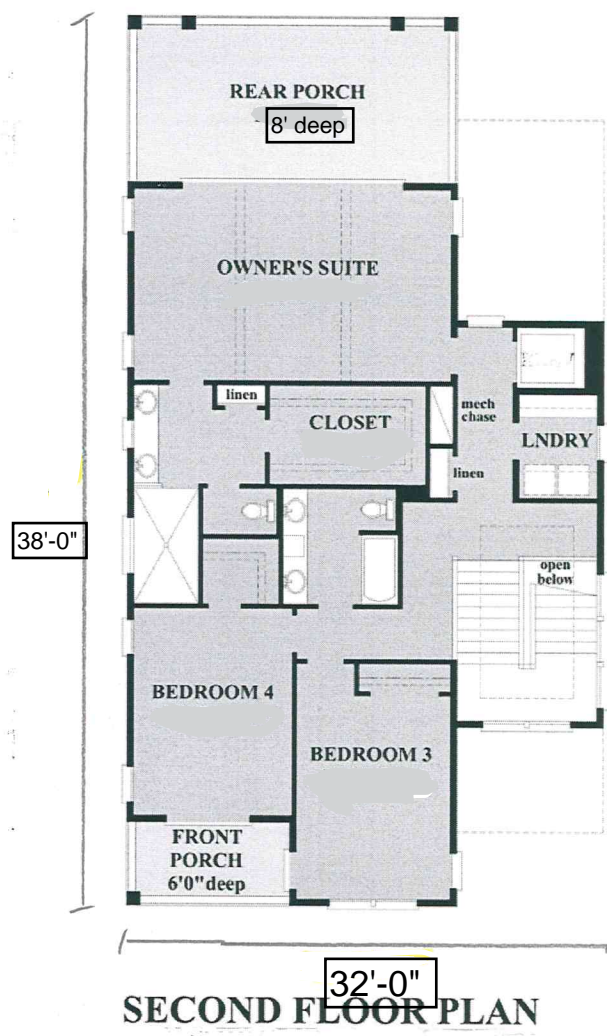 REAR PORCH
8' deep
OWNER'S SUITE
linen
CLOSET
mech
chase
LNDRY
linen
38'-0"
open
below
BEDROOM 4
BEDROOM 3
FRONT
PORCH
6'0" deep
32'-0"
SECOND FLOOR PLAN